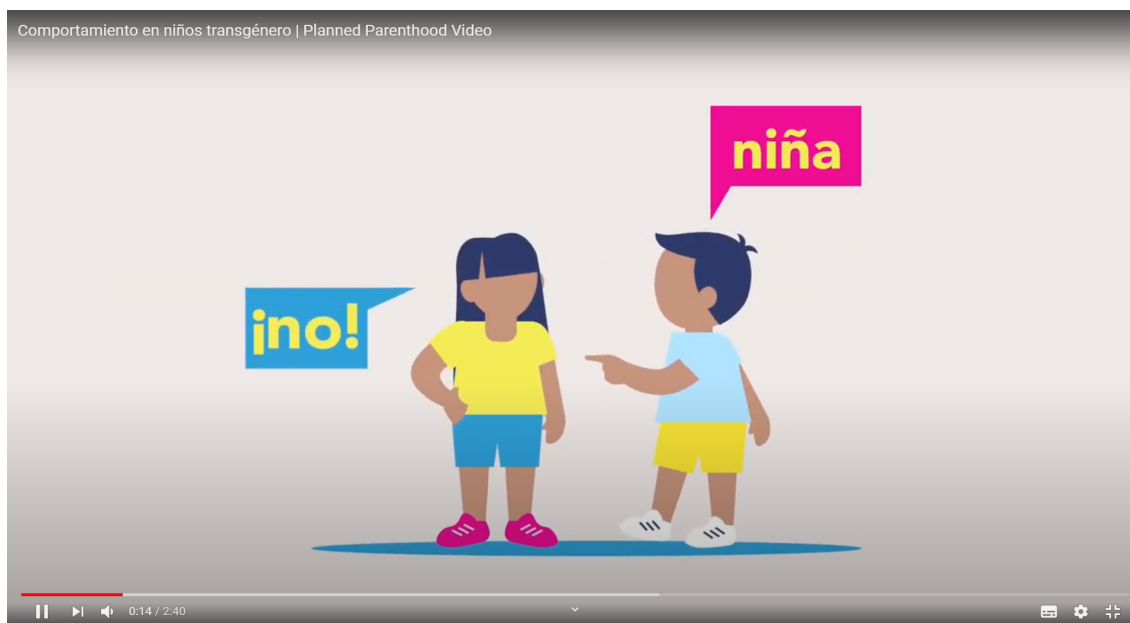 Comportamiento en niños transgénero | Planned Parenthood Video
niña
¡no!
0:14 / 2:40